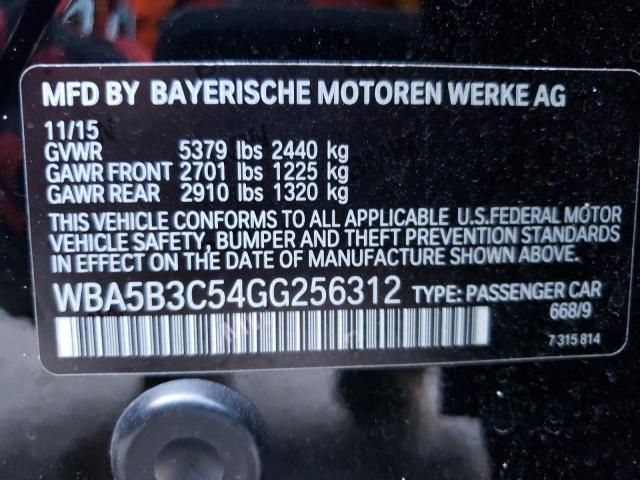 MFD BY BAYERISCHE MOTOREN WERKE AG
11/15
GVWR 5379 lbs 2440 kg
GAWR FRONT 2701 lbs 1225 kg
GAWR REAR 2910 lbs 1320 kg
THIS VEHICLE CONFORMS TO ALL APPLICABLE U.S.FEDERAL MOTOR
VEHICLE SAFETY, BUMPER AND THEFT PREVENTION STANDARDS
IN EFFECT ON THE DATE OF MANUFACTURE SHOWN ABOVE.
WBA5B3C54GG256312 TYPE: PASSENGER CAR
668/9
7 315 814